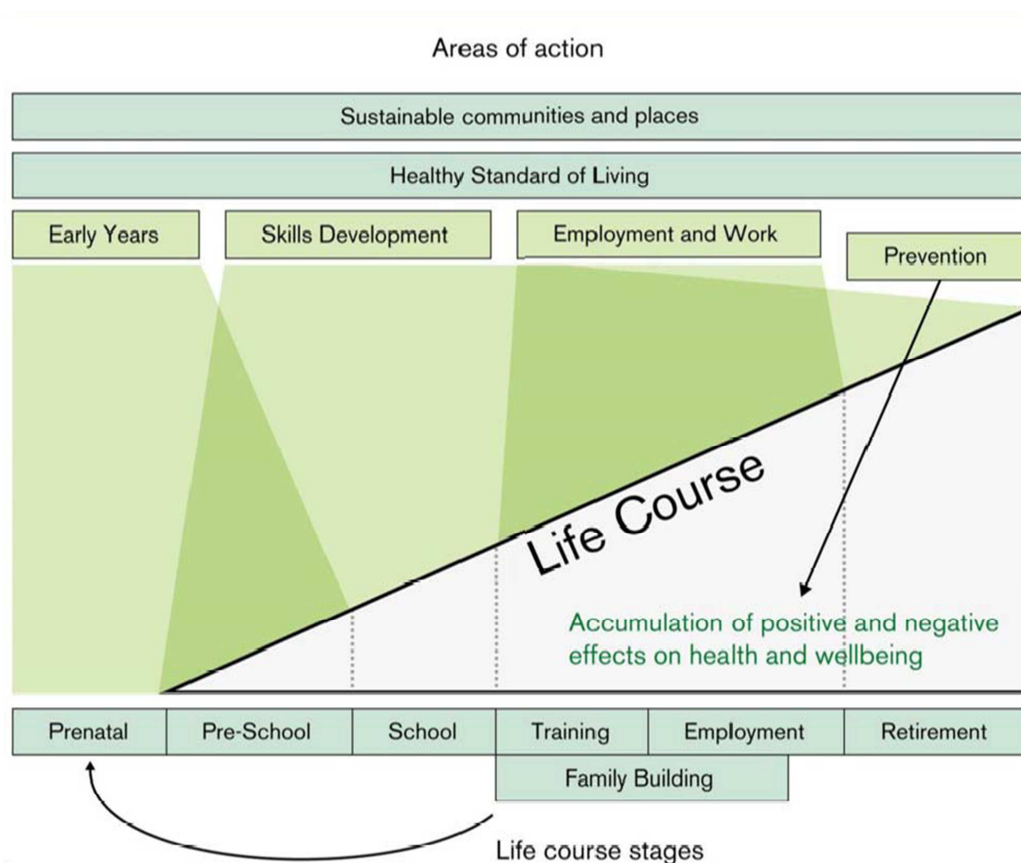 Areas of action
Sustainable communities and places
Healthy Standard of Living
Early Years
Skills Development
Employment and Work
Prevention
Life Course
Accumulation of positive and negative
effects on health and wellbeing
Prenatal
Pre-School
School
Training
Employment
Retirement
Family Building
Life course stages